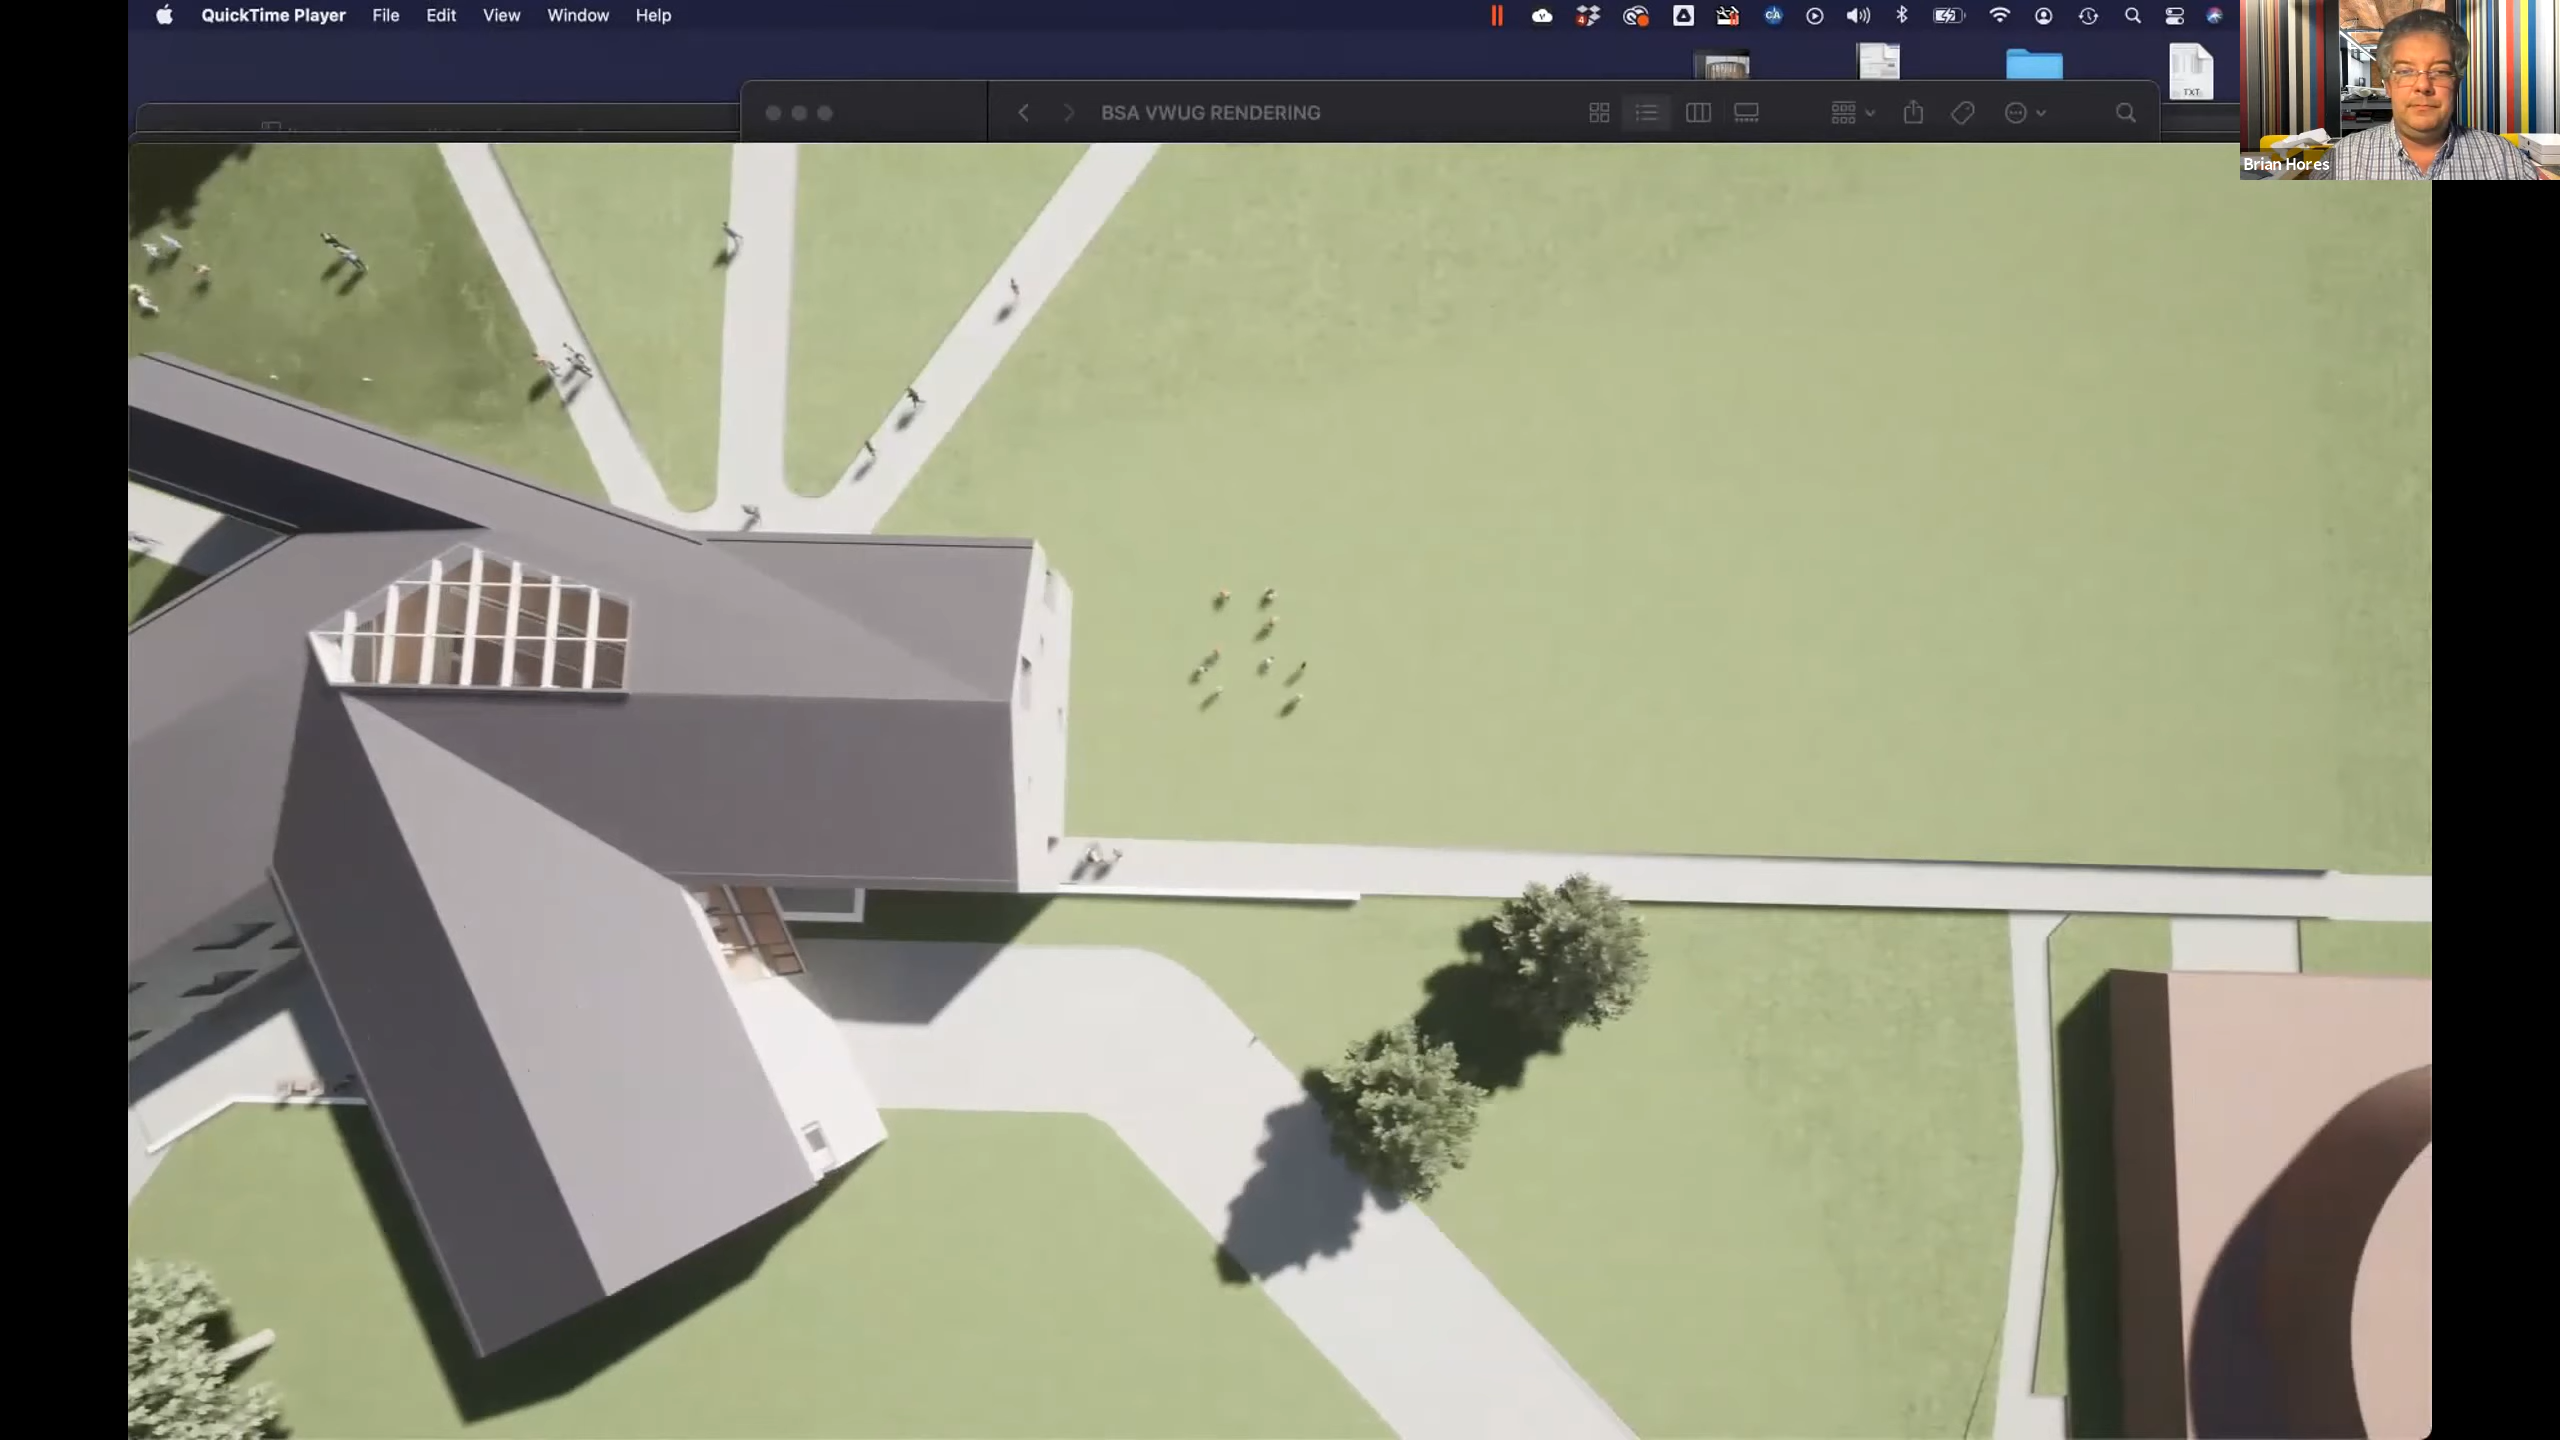 QuickTime Player File Edit View Window Help
BSA VWUG RENDERING
TXT
Brian Hores